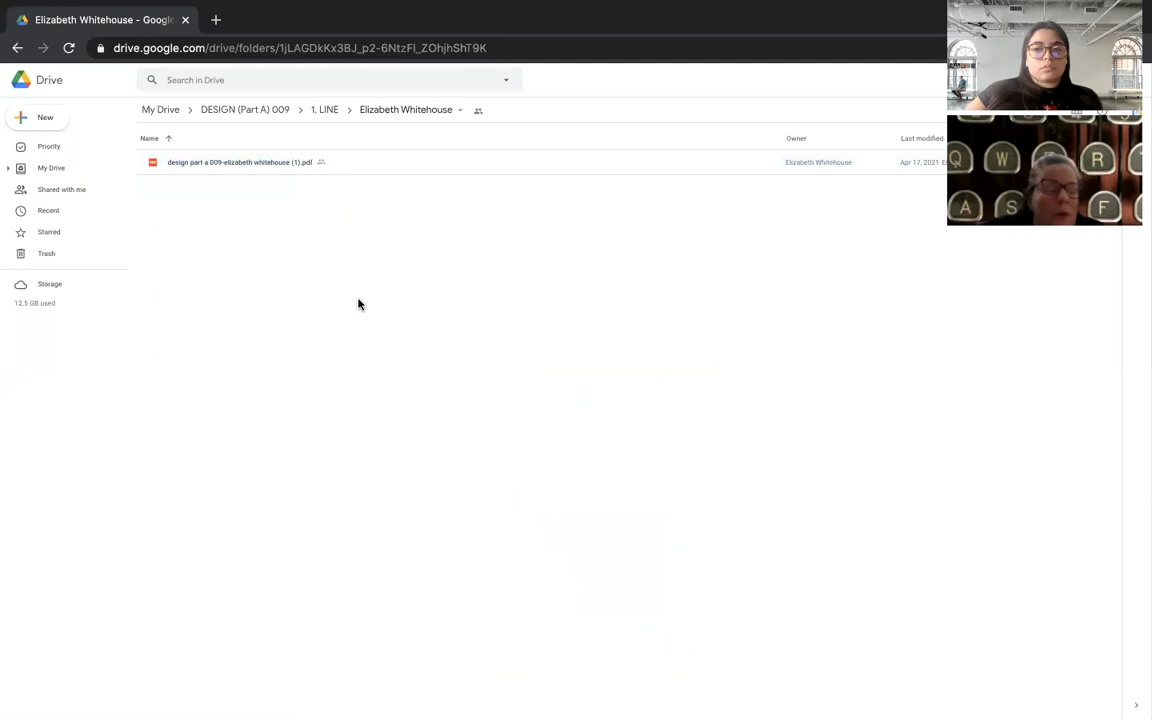 Elizabeth Whitehouse - Google
drive.google.com/drive/folders/1jLAGDkKx3BJ_p2-6NtzFl_ZOhjhShT9K
Drive
Search in Drive
New
My Drive
DESIGN (Part A) 009
1. LINE
Elizabeth Whitehouse
Name
Owner
Last modified
design part a 009-elizabeth whitehouse (1).pdf
Elizabeth Whitehouse
Apr 17, 2021
Priority
My Drive
Shared with me
Recent
Starred
Trash
Storage
12.5 GB used
Q W R
A S F